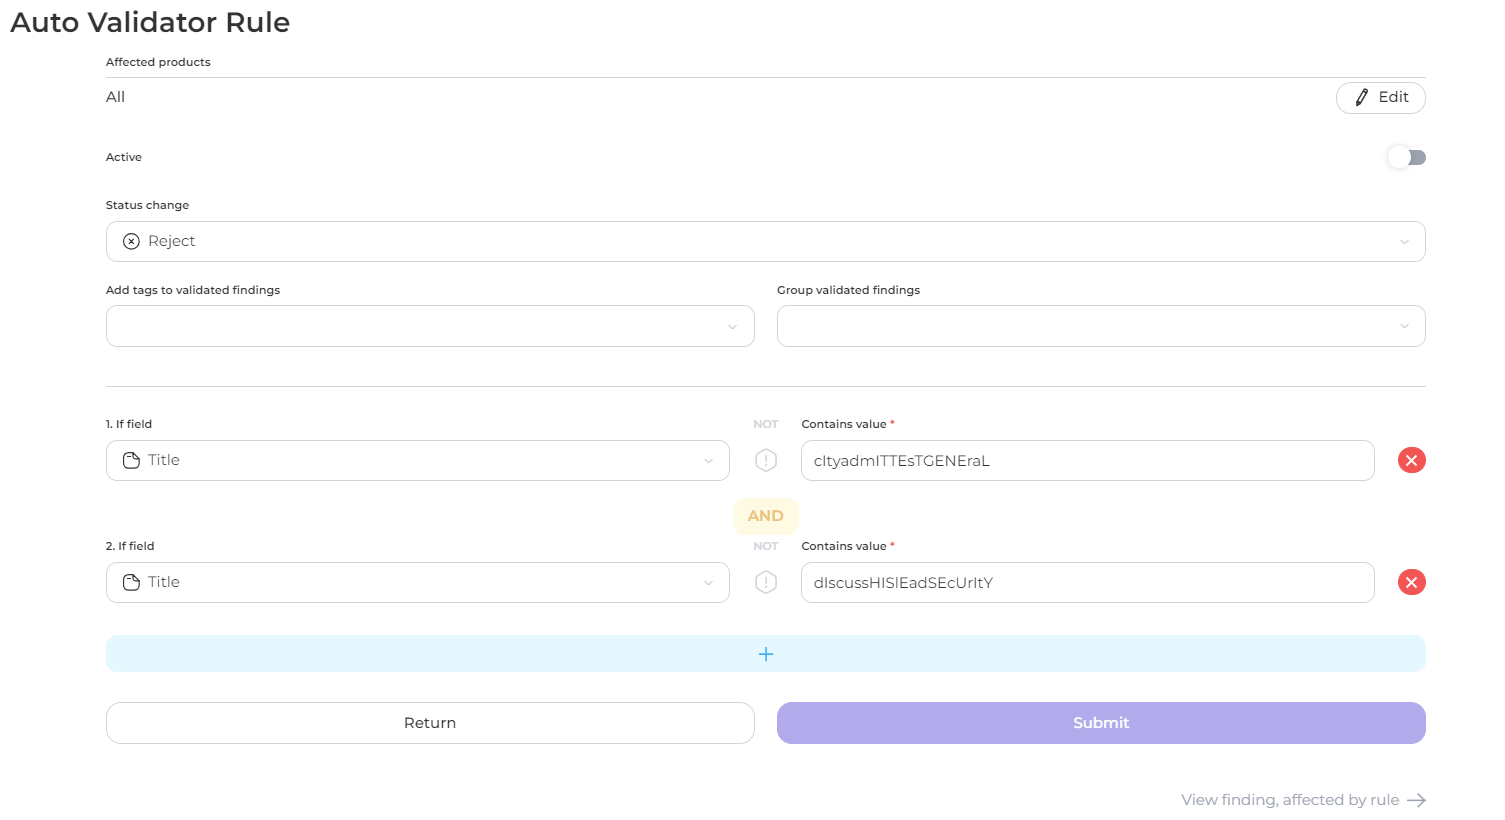 Auto Validator Rule
Affected products
All
Edit
Active
Status change
Reject
Add tags to validated findings
Group validated findings
1. If field
NOT
Contains value *
Title
cItyadmITTEsTGENEraL
AND
2. If field
NOT
Contains value *
Title
dIscussHISlEadSEcUrItY
Return
Submit
View finding, affected by rule